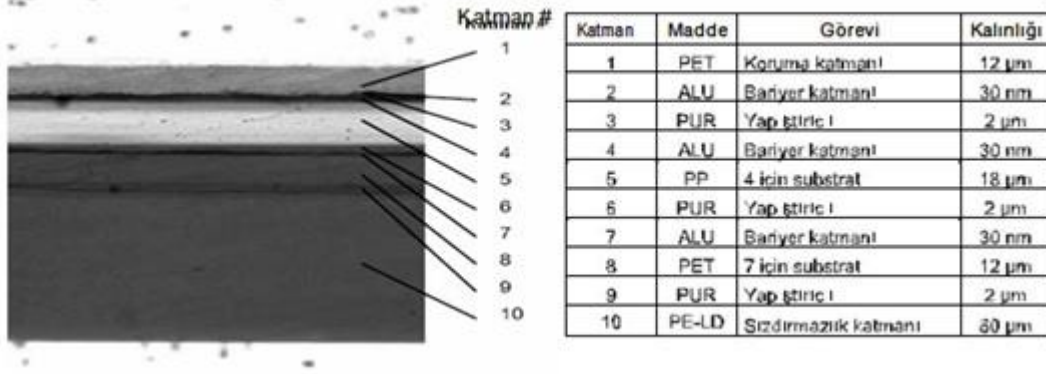 Katman #
1
2
3
4
5
6
7
8
9
10
Katman Madde Görevi Kalınlığı
1 PET Koruma katmanı 12 µm
2 ALU Bariyer katmanı 30 nm
3 PUR Yapıştırıcı 2 µm
4 ALU Bariyer katmanı 30 nm
5 PP 4 için substrat 18 µm
6 PUR Yapıştırıcı 2 µm
7 ALU Bariyer katmanı 30 nm
8 PET 7 için substrat 12 µm
9 PUR Yapıştırıcı 2 µm
10 PE-LD Sızdırmazlık katmanı µm